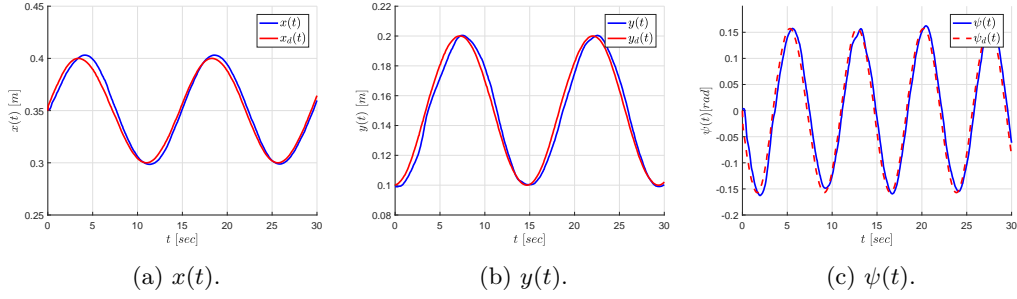 0.45
0.4
0.35
0.3
0.25
x(t) [m]
0 5 10 15 20 25 30
t [sec]
x(t)
x_d(t)
(a) x(t).
0.2
0.18
0.16
0.14
0.12
0.1
0.08
y(t) [m]
0 5 10 15 20 25 30
t [sec]
y(t)
y_d(t)
(b) y(t).
0.15
0.1
0.05
0
-0.05
-0.1
-0.15
-0.2
ψ(t)[rad]
0 5 10 15 20 25 30
t [sec]
ψ(t)
ψ_d(t)
(c) ψ(t).